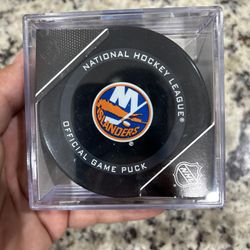 NATIONAL HOCKEY LEAGUE®
NY
ISLANDERS
OFFICIAL GAME PUCK
NHL